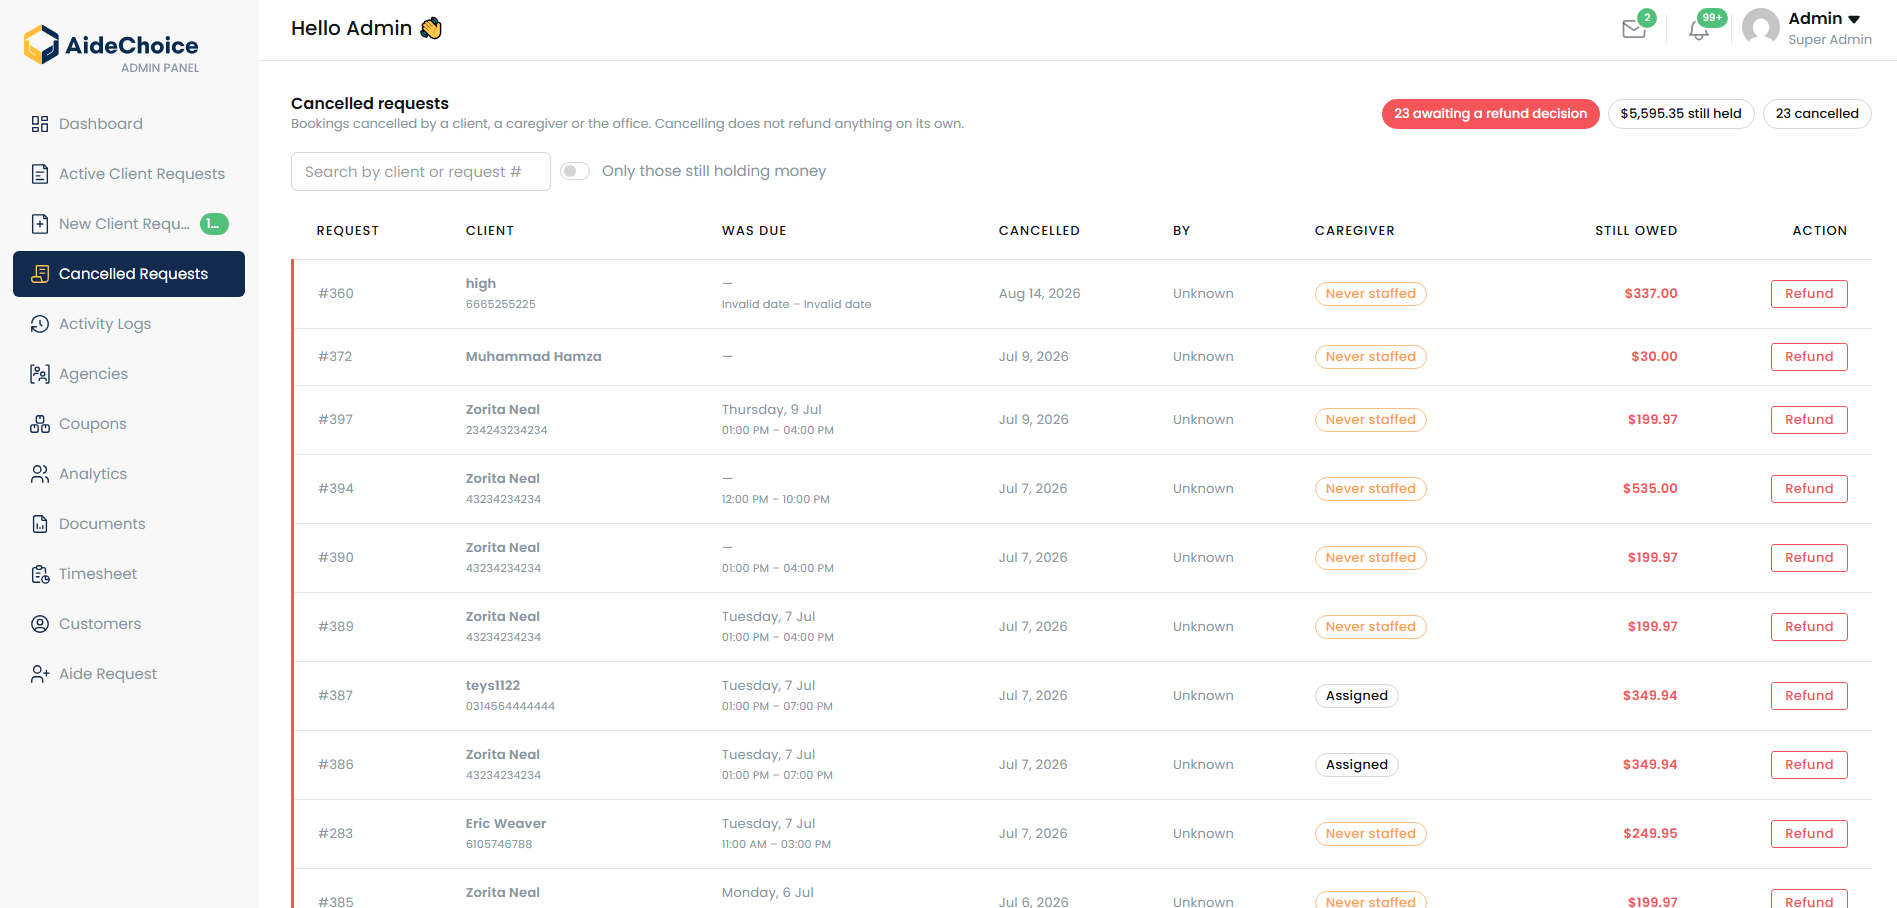 AideChoice
ADMIN PANEL
Dashboard
Active Client Requests
New Client Requ... 1...
Cancelled Requests
Activity Logs
Agencies
Coupons
Analytics
Documents
Timesheet
Customers
Aide Request
Hello Admin 👋
2
99+
Admin
Super Admin
Cancelled requests
Bookings cancelled by a client, a caregiver or the office. Cancelling does not refund anything on its own.
23 awaiting a refund decision $5,595.35 still held 23 cancelled
Search by client or request # Only those still holding money
REQUEST CLIENT WAS DUE CANCELLED BY CAREGIVER STILL OWED ACTION
#360 high — Aug 14, 2026 Unknown Never staffed $337.00 Refund
6665255225 Invalid date – Invalid date
#372 Muhammad Hamza — Jul 9, 2026 Unknown Never staffed $30.00 Refund
#397 Zorita Neal Thursday, 9 Jul Jul 9, 2026 Unknown Never staffed $199.97 Refund
234243234234 01:00 PM – 04:00 PM
#394 Zorita Neal — Jul 7, 2026 Unknown Never staffed $535.00 Refund
43234234234 12:00 PM – 10:00 PM
#390 Zorita Neal — Jul 7, 2026 Unknown Never staffed $199.97 Refund
43234234234 01:00 PM – 04:00 PM
#389 Zorita Neal Tuesday, 7 Jul Jul 7, 2026 Unknown Never staffed $199.97 Refund
43234234234 01:00 PM – 04:00 PM
#387 teys1122 Tuesday, 7 Jul Jul 7, 2026 Unknown Assigned $349.94 Refund
0314564444444 01:00 PM – 07:00 PM
#386 Zorita Neal Tuesday, 7 Jul Jul 7, 2026 Unknown Assigned $349.94 Refund
43234234234 01:00 PM – 07:00 PM
#283 Eric Weaver Tuesday, 7 Jul Jul 7, 2026 Unknown Never staffed $249.95 Refund
6105746788 11:00 AM – 03:00 PM
#385 Zorita Neal Monday, 6 Jul Jul 6, 2026 Unknown Never staffed $199.97 Refund